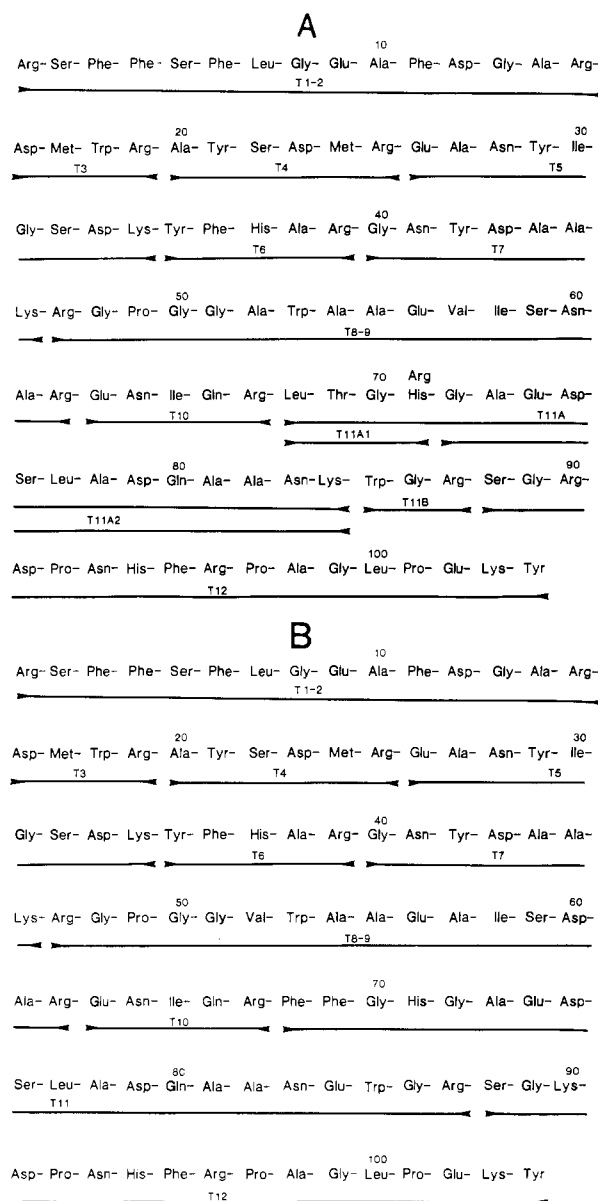 A
10
Arg- Ser- Phe- Phe- Ser- Phe- Leu- Gly- Glu- Ala- Phe- Asp- Gly- Ala- Arg-
T1-2
20 30
Asp- Met- Trp- Arg- Ala- Tyr- Ser- Asp- Met- Arg- Glu- Ala- Asn- Tyr- Ile-
T3 T4 T5
40
Gly- Ser- Asp- Lys- Tyr- Phe- His- Ala- Arg- Gly- Asn- Tyr- Asp- Ala- Ala-
T6 T7
50 60
Lys- Arg- Gly- Pro- Gly- Gly- Ala- Trp- Ala- Ala- Glu- Val- Ile- Ser- Asn-
T8-9
70 Arg
Ala- Arg- Glu- Asn- Ile- Gln- Arg- Leu- Thr- Gly- His- Gly- Ala- Glu- Asp-
T10 T11A
T11A1
80 90
Ser- Leu- Ala- Asp- Gln- Ala- Ala- Asn- Lys- Trp- Gly- Arg- Ser- Gly- Arg-
T11B
T11A2
100
Asp- Pro- Asn- His- Phe- Arg- Pro- Ala- Gly- Leu- Pro- Glu- Lys- Tyr
T12
B
10
Arg- Ser- Phe- Phe- Ser- Phe- Leu- Gly- Glu- Ala- Phe- Asp- Gly- Ala- Arg-
T1-2
20 30
Asp- Met- Trp- Arg- Ala- Tyr- Ser- Asp- Met- Arg- Glu- Ala- Asn- Tyr- Ile-
T3 T4 T5
40
Gly- Ser- Asp- Lys- Tyr- Phe- His- Ala- Arg- Gly- Asn- Tyr- Asp- Ala- Ala-
T6 T7
50 60
Lys- Arg- Gly- Pro- Gly- Gly- Val- Trp- Ala- Ala- Glu- Ala- Ile- Ser- Asp-
T8-9
70
Ala- Arg- Glu- Asn- Ile- Gln- Arg- Phe- Phe- Gly- His- Gly- Ala- Glu- Asp-
T10
80 90
Ser- Leu- Ala- Asp- Gln- Ala- Ala- Asn- Glu- Trp- Gly- Arg- Ser- Gly- Lys-
T11
100
Asp- Pro- Asn- His- Phe- Arg- Pro- Ala- Gly- Leu- Pro- Glu- Lys- Tyr
T12